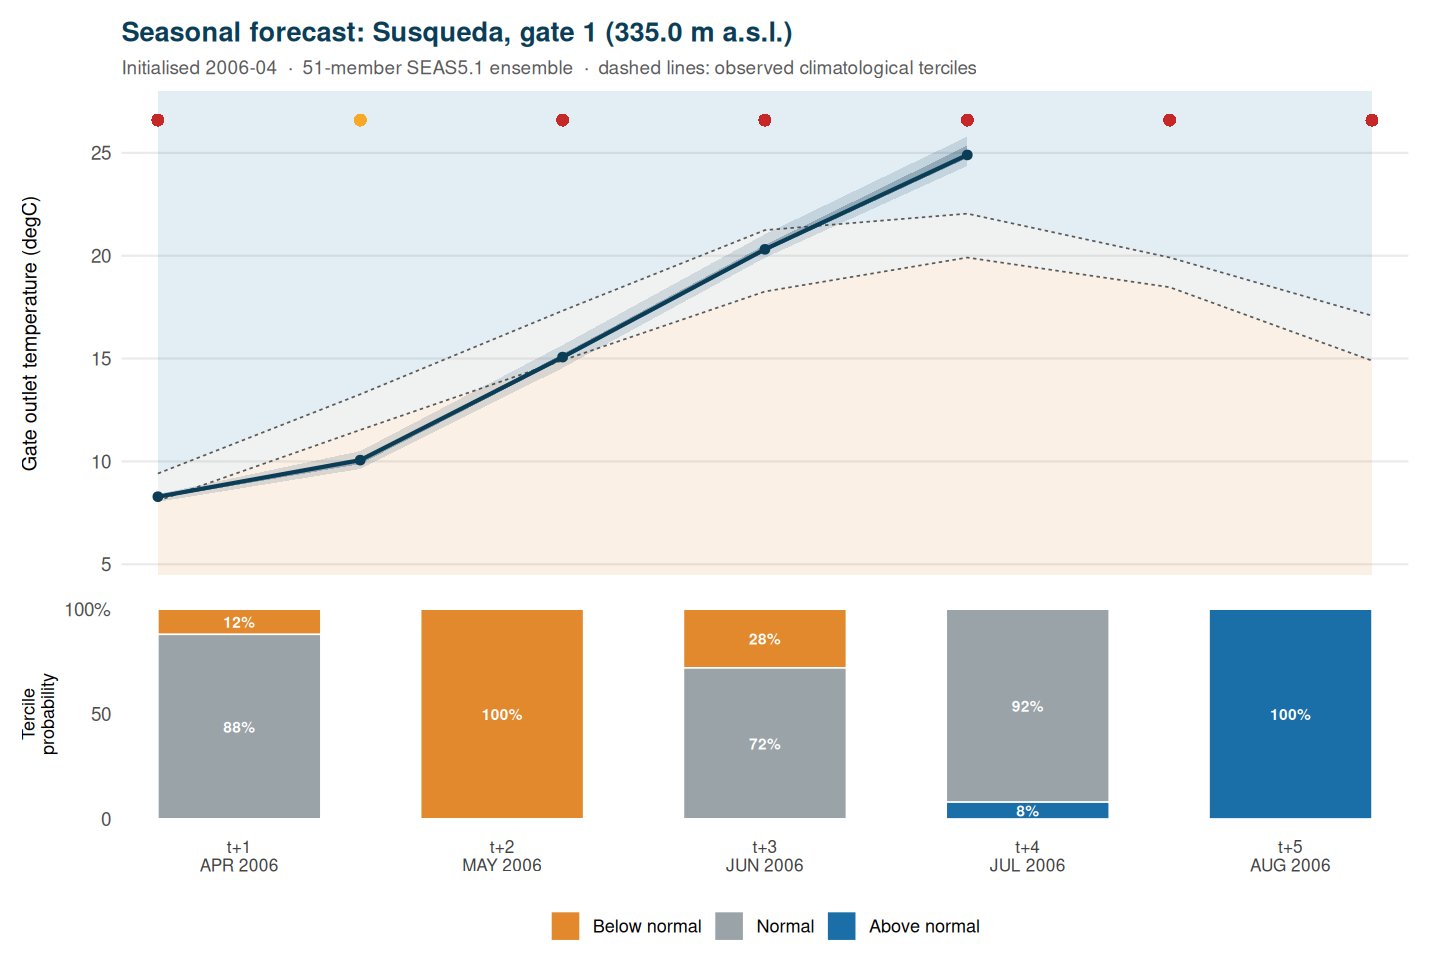 Seasonal forecast: Susqueda, gate 1 (335.0 m a.s.l.)
Initialised 2006-04 · 51-member SEAS5.1 ensemble · dashed lines: observed climatological terciles
Gate outlet temperature (degC)
25
20
15
10
5
Tercile
probability
100%
50
0
12%
88%
100%
28%
72%
92%
8%
100%
t+1
APR 2006
t+2
MAY 2006
t+3
JUN 2006
t+4
JUL 2006
t+5
AUG 2006
Below normal
Normal
Above normal